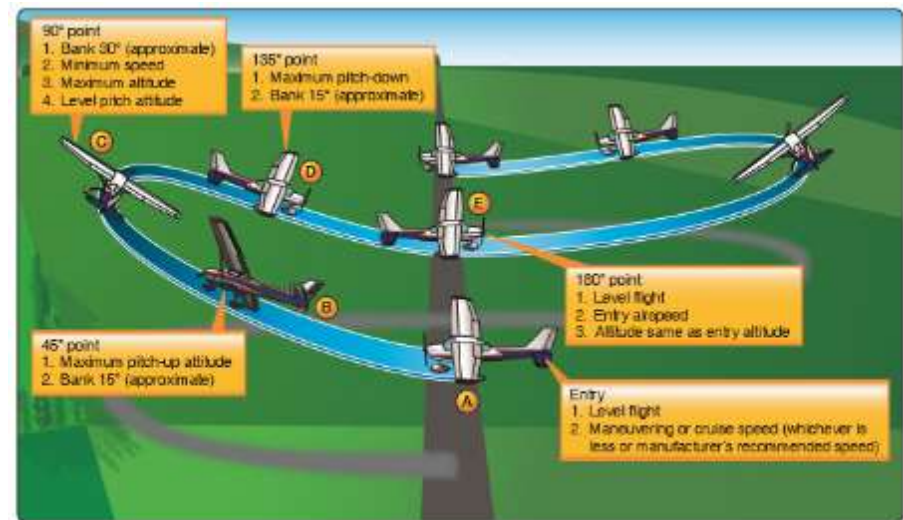 90° point
1. Bank 30° (approximate)
2. Minimum speed
3. Maximum altitude
4. Level pitch attitude
135° point
1. Maximum pitch-down
2. Bank 15° (approximate)
C
D
E
B
180° point
1. Level flight
2. Entry airspeed
3. Altitude same as entry altitude
45° point
1. Maximum pitch-up attitude
2. Bank 15° (approximate)
A
Entry
1. Level flight
2. Maneuvering or cruise speed (whichever is
less or manufacturer's recommended speed)